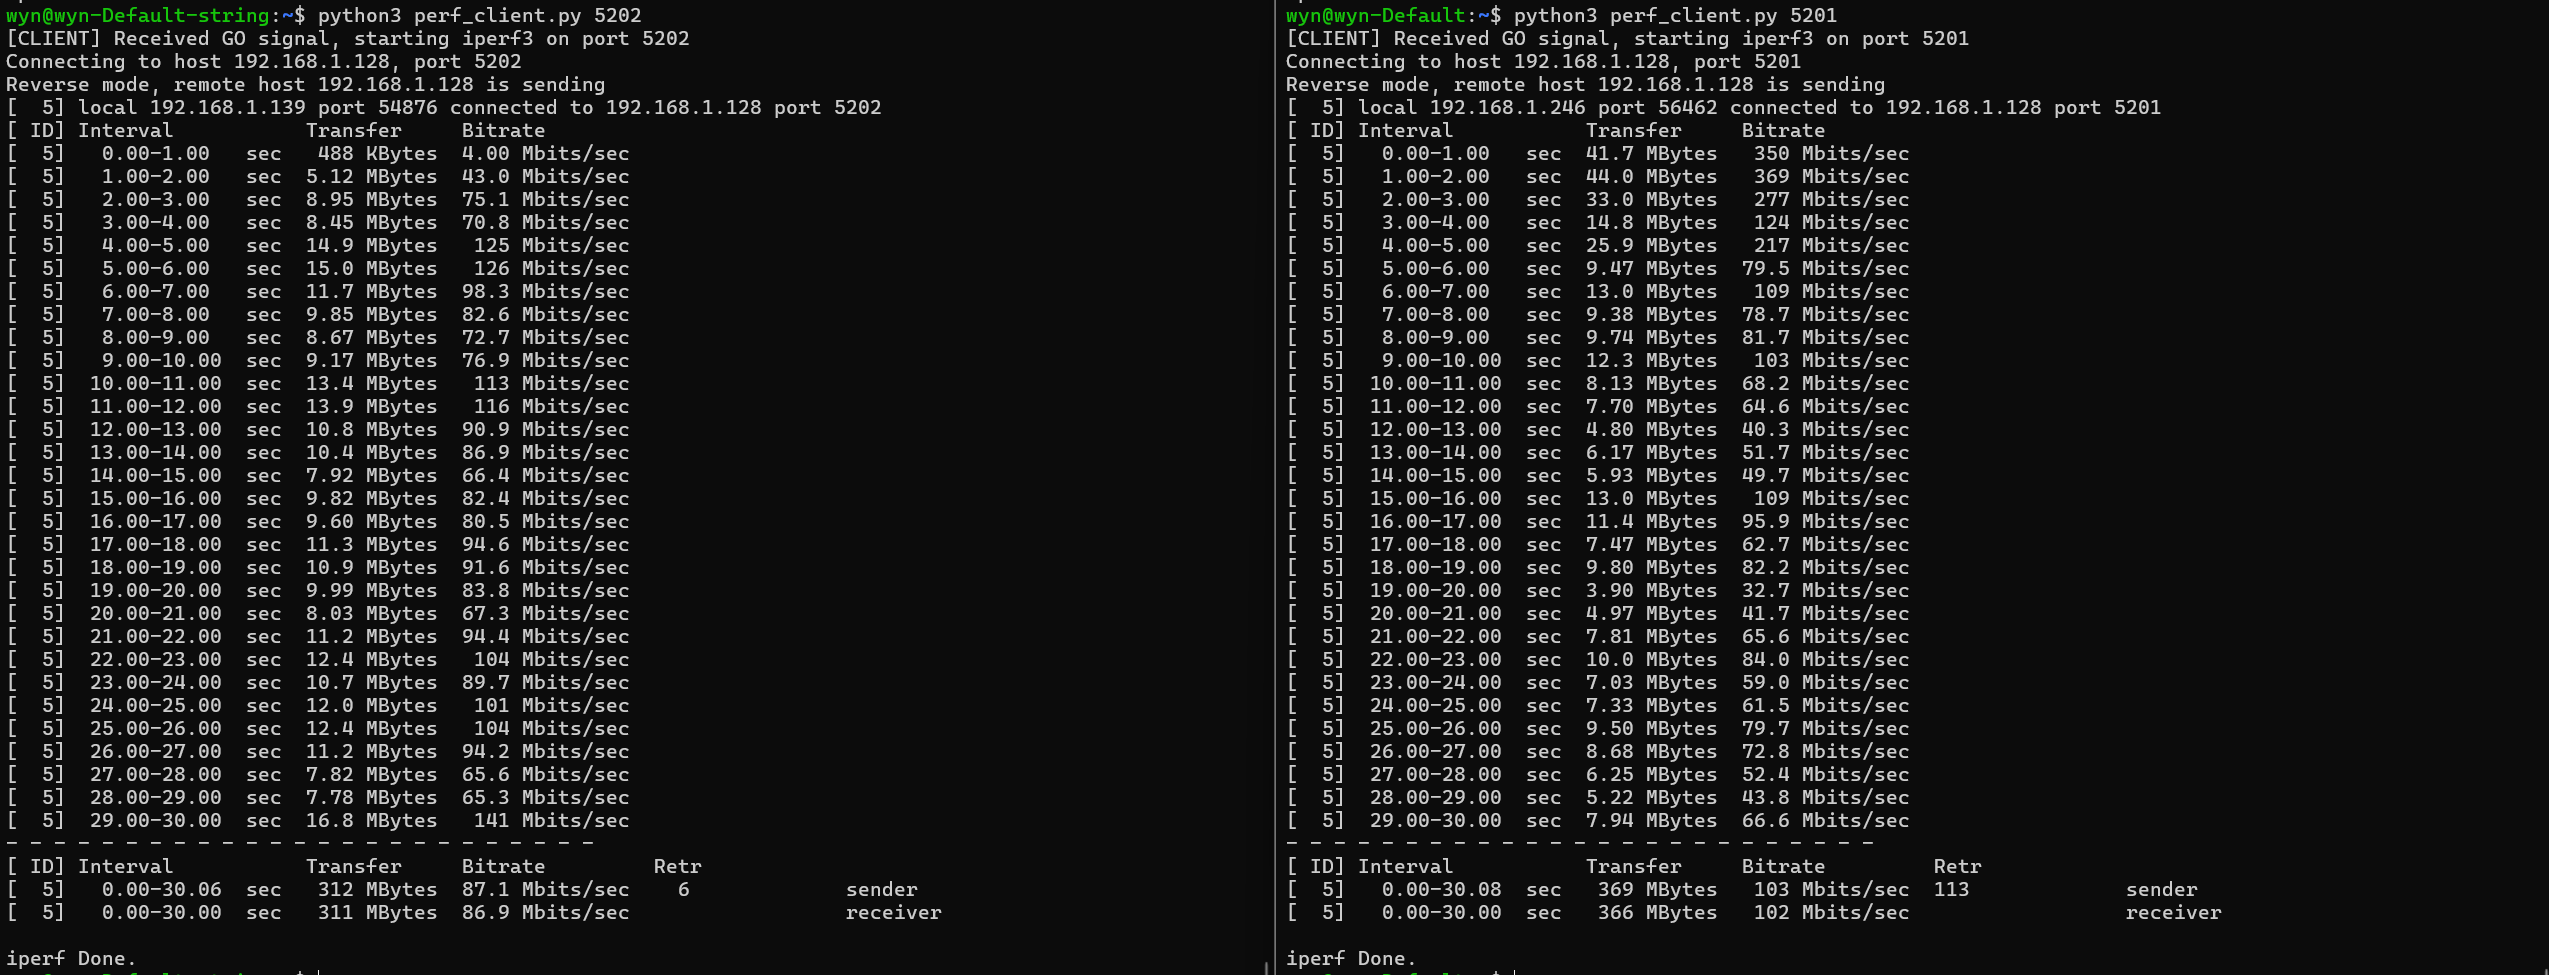 wyn@wyn-Default-string:~$ python3 perf_client.py 5202
[CLIENT] Received GO signal, starting iperf3 on port 5202
Connecting to host 192.168.1.128, port 5202
Reverse mode, remote host 192.168.1.128 is sending
[  5] local 192.168.1.139 port 54876 connected to 192.168.1.128 port 5202
[ ID] Interval           Transfer     Bitrate
[  5]   0.00-1.00   sec   488 KBytes  4.00 Mbits/sec
[  5]   1.00-2.00   sec  5.12 MBytes  43.0 Mbits/sec
[  5]   2.00-3.00   sec  8.95 MBytes  75.1 Mbits/sec
[  5]   3.00-4.00   sec  8.45 MBytes  70.8 Mbits/sec
[  5]   4.00-5.00   sec  14.9 MBytes   125 Mbits/sec
[  5]   5.00-6.00   sec  15.0 MBytes   126 Mbits/sec
[  5]   6.00-7.00   sec  11.7 MBytes  98.3 Mbits/sec
[  5]   7.00-8.00   sec  9.85 MBytes  82.6 Mbits/sec
[  5]   8.00-9.00   sec  8.67 MBytes  72.7 Mbits/sec
[  5]   9.00-10.00  sec  9.17 MBytes  76.9 Mbits/sec
[  5]  10.00-11.00  sec  13.4 MBytes   113 Mbits/sec
[  5]  11.00-12.00  sec  13.9 MBytes   116 Mbits/sec
[  5]  12.00-13.00  sec  10.8 MBytes  90.9 Mbits/sec
[  5]  13.00-14.00  sec  10.4 MBytes  86.9 Mbits/sec
[  5]  14.00-15.00  sec  7.92 MBytes  66.4 Mbits/sec
[  5]  15.00-16.00  sec  9.82 MBytes  82.4 Mbits/sec
[  5]  16.00-17.00  sec  9.60 MBytes  80.5 Mbits/sec
[  5]  17.00-18.00  sec  11.3 MBytes  94.6 Mbits/sec
[  5]  18.00-19.00  sec  10.9 MBytes  91.6 Mbits/sec
[  5]  19.00-20.00  sec  9.99 MBytes  83.8 Mbits/sec
[  5]  20.00-21.00  sec  8.03 MBytes  67.3 Mbits/sec
[  5]  21.00-22.00  sec  11.2 MBytes  94.4 Mbits/sec
[  5]  22.00-23.00  sec  12.4 MBytes   104 Mbits/sec
[  5]  23.00-24.00  sec  10.7 MBytes  89.7 Mbits/sec
[  5]  24.00-25.00  sec  12.0 MBytes   101 Mbits/sec
[  5]  25.00-26.00  sec  12.4 MBytes   104 Mbits/sec
[  5]  26.00-27.00  sec  11.2 MBytes  94.2 Mbits/sec
[  5]  27.00-28.00  sec  7.82 MBytes  65.6 Mbits/sec
[  5]  28.00-29.00  sec  7.78 MBytes  65.3 Mbits/sec
[  5]  29.00-30.00  sec  16.8 MBytes   141 Mbits/sec
- - - - - - - - - - - - - - - - - - - - - - - - -
[ ID] Interval           Transfer     Bitrate         Retr
[  5]   0.00-30.06  sec   312 MBytes  87.1 Mbits/sec    6             sender
[  5]   0.00-30.00  sec   311 MBytes  86.9 Mbits/sec                  receiver
iperf Done.
wyn@wyn-Default:~$ python3 perf_client.py 5201
[CLIENT] Received GO signal, starting iperf3 on port 5201
Connecting to host 192.168.1.128, port 5201
Reverse mode, remote host 192.168.1.128 is sending
[  5] local 192.168.1.246 port 56462 connected to 192.168.1.128 port 5201
[ ID] Interval           Transfer     Bitrate
[  5]   0.00-1.00   sec  41.7 MBytes   350 Mbits/sec
[  5]   1.00-2.00   sec  44.0 MBytes   369 Mbits/sec
[  5]   2.00-3.00   sec  33.0 MBytes   277 Mbits/sec
[  5]   3.00-4.00   sec  14.8 MBytes   124 Mbits/sec
[  5]   4.00-5.00   sec  25.9 MBytes   217 Mbits/sec
[  5]   5.00-6.00   sec  9.47 MBytes  79.5 Mbits/sec
[  5]   6.00-7.00   sec  13.0 MBytes   109 Mbits/sec
[  5]   7.00-8.00   sec  9.38 MBytes  78.7 Mbits/sec
[  5]   8.00-9.00   sec  9.74 MBytes  81.7 Mbits/sec
[  5]   9.00-10.00  sec  12.3 MBytes   103 Mbits/sec
[  5]  10.00-11.00  sec  8.13 MBytes  68.2 Mbits/sec
[  5]  11.00-12.00  sec  7.70 MBytes  64.6 Mbits/sec
[  5]  12.00-13.00  sec  4.80 MBytes  40.3 Mbits/sec
[  5]  13.00-14.00  sec  6.17 MBytes  51.7 Mbits/sec
[  5]  14.00-15.00  sec  5.93 MBytes  49.7 Mbits/sec
[  5]  15.00-16.00  sec  13.0 MBytes   109 Mbits/sec
[  5]  16.00-17.00  sec  11.4 MBytes  95.9 Mbits/sec
[  5]  17.00-18.00  sec  7.47 MBytes  62.7 Mbits/sec
[  5]  18.00-19.00  sec  9.80 MBytes  82.2 Mbits/sec
[  5]  19.00-20.00  sec  3.90 MBytes  32.7 Mbits/sec
[  5]  20.00-21.00  sec  4.97 MBytes  41.7 Mbits/sec
[  5]  21.00-22.00  sec  7.81 MBytes  65.6 Mbits/sec
[  5]  22.00-23.00  sec  10.0 MBytes  84.0 Mbits/sec
[  5]  23.00-24.00  sec  7.03 MBytes  59.0 Mbits/sec
[  5]  24.00-25.00  sec  7.33 MBytes  61.5 Mbits/sec
[  5]  25.00-26.00  sec  9.50 MBytes  79.7 Mbits/sec
[  5]  26.00-27.00  sec  8.68 MBytes  72.8 Mbits/sec
[  5]  27.00-28.00  sec  6.25 MBytes  52.4 Mbits/sec
[  5]  28.00-29.00  sec  5.22 MBytes  43.8 Mbits/sec
[  5]  29.00-30.00  sec  7.94 MBytes  66.6 Mbits/sec
- - - - - - - - - - - - - - - - - - - - - - - - -
[ ID] Interval           Transfer     Bitrate         Retr
[  5]   0.00-30.08  sec   369 MBytes   103 Mbits/sec  113             sender
[  5]   0.00-30.00  sec   366 MBytes   102 Mbits/sec                  receiver
iperf Done.